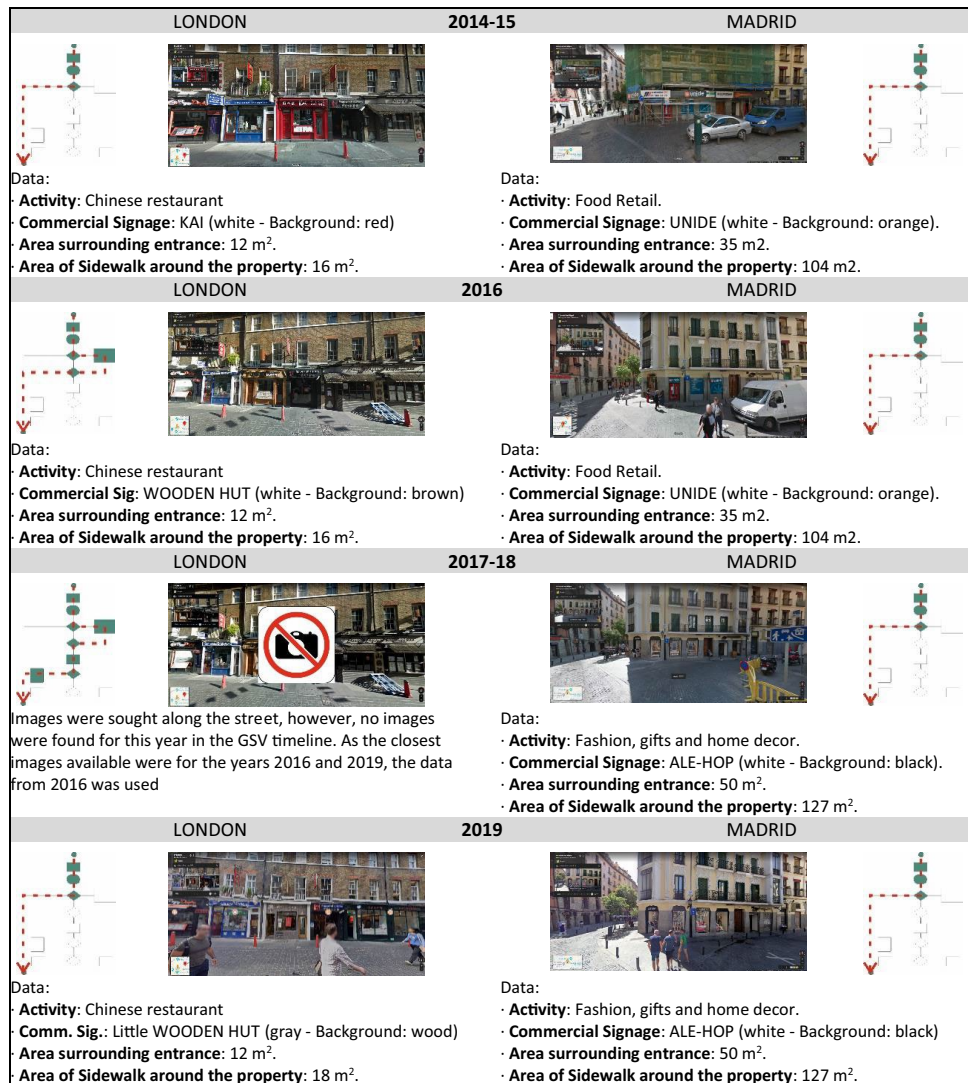 LONDON 2014-15 MADRID
Data:
· Activity: Chinese restaurant
· Commercial Signage: KAI (white - Background: red)
· Area surrounding entrance: 12 m².
· Area of Sidewalk around the property: 16 m².
Data:
· Activity: Food Retail.
· Commercial Signage: UNIDE (white - Background: orange).
· Area surrounding entrance: 35 m2.
· Area of Sidewalk around the property: 104 m2.
LONDON 2016 MADRID
Data:
· Activity: Chinese restaurant
· Commercial Sig: WOODEN HUT (white - Background: brown)
· Area surrounding entrance: 12 m².
· Area of Sidewalk around the property: 16 m².
Data:
· Activity: Food Retail.
· Commercial Signage: UNIDE (white - Background: orange).
· Area surrounding entrance: 35 m2.
· Area of Sidewalk around the property: 104 m2.
LONDON 2017-18 MADRID
Images were sought along the street, however, no images
were found for this year in the GSV timeline. As the closest
images available were for the years 2016 and 2019, the data
from 2016 was used
Data:
· Activity: Fashion, gifts and home decor.
· Commercial Signage: ALE-HOP (white - Background: black).
· Area surrounding entrance: 50 m².
· Area of Sidewalk around the property: 127 m².
LONDON 2019 MADRID
Data:
· Activity: Chinese restaurant
· Comm. Sig.: Little WOODEN HUT (gray - Background: wood)
· Area surrounding entrance: 12 m².
· Area of Sidewalk around the property: 18 m².
Data:
· Activity: Fashion, gifts and home decor.
· Commercial Signage: ALE-HOP (white - Background: black)
· Area surrounding entrance: 50 m².
· Area of Sidewalk around the property: 127 m².